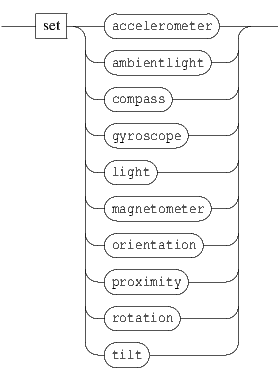 set accelerometer
ambientlight
compass
gyroscope
light
magnetometer
orientation
proximity
rotation
tilt